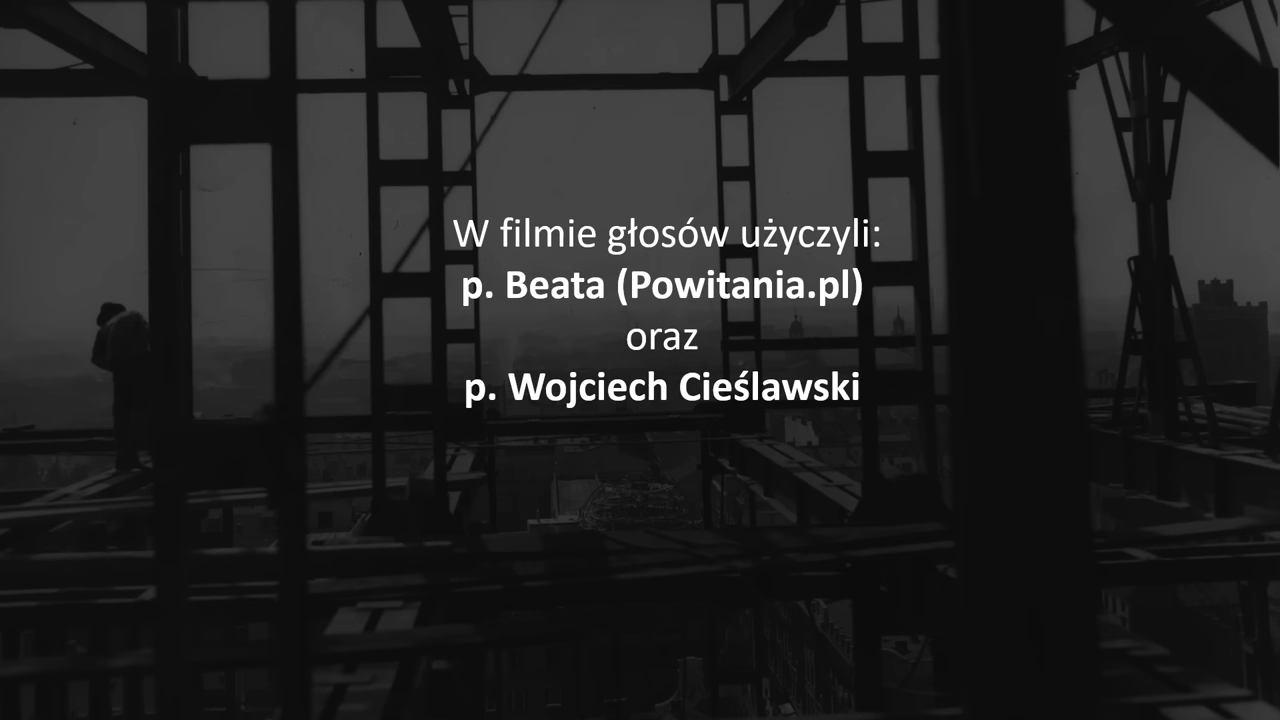 W filmie głosów użyczyli:
p. Beata (Powitania.pl)
oraz
p. Wojciech Cieślawski